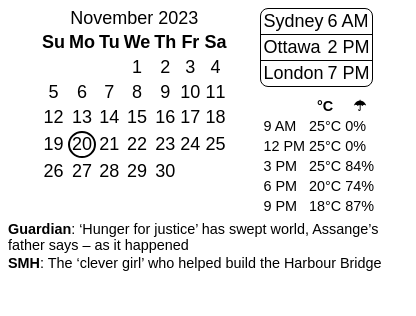 November 2023
Su Mo Tu We Th Fr Sa
1 2 3 4
5 6 7 8 9 10 11
12 13 14 15 16 17 18
19 20 21 22 23 24 25
26 27 28 29 30
Sydney 6 AM
Ottawa 2 PM
London 7 PM
°C ☂
9 AM 25°C 0%
12 PM 25°C 0%
3 PM 25°C 84%
6 PM 20°C 74%
9 PM 18°C 87%
Guardian: ‘Hunger for justice’ has swept world, Assange’s
father says – as it happened
SMH: The ‘clever girl’ who helped build the Harbour Bridge